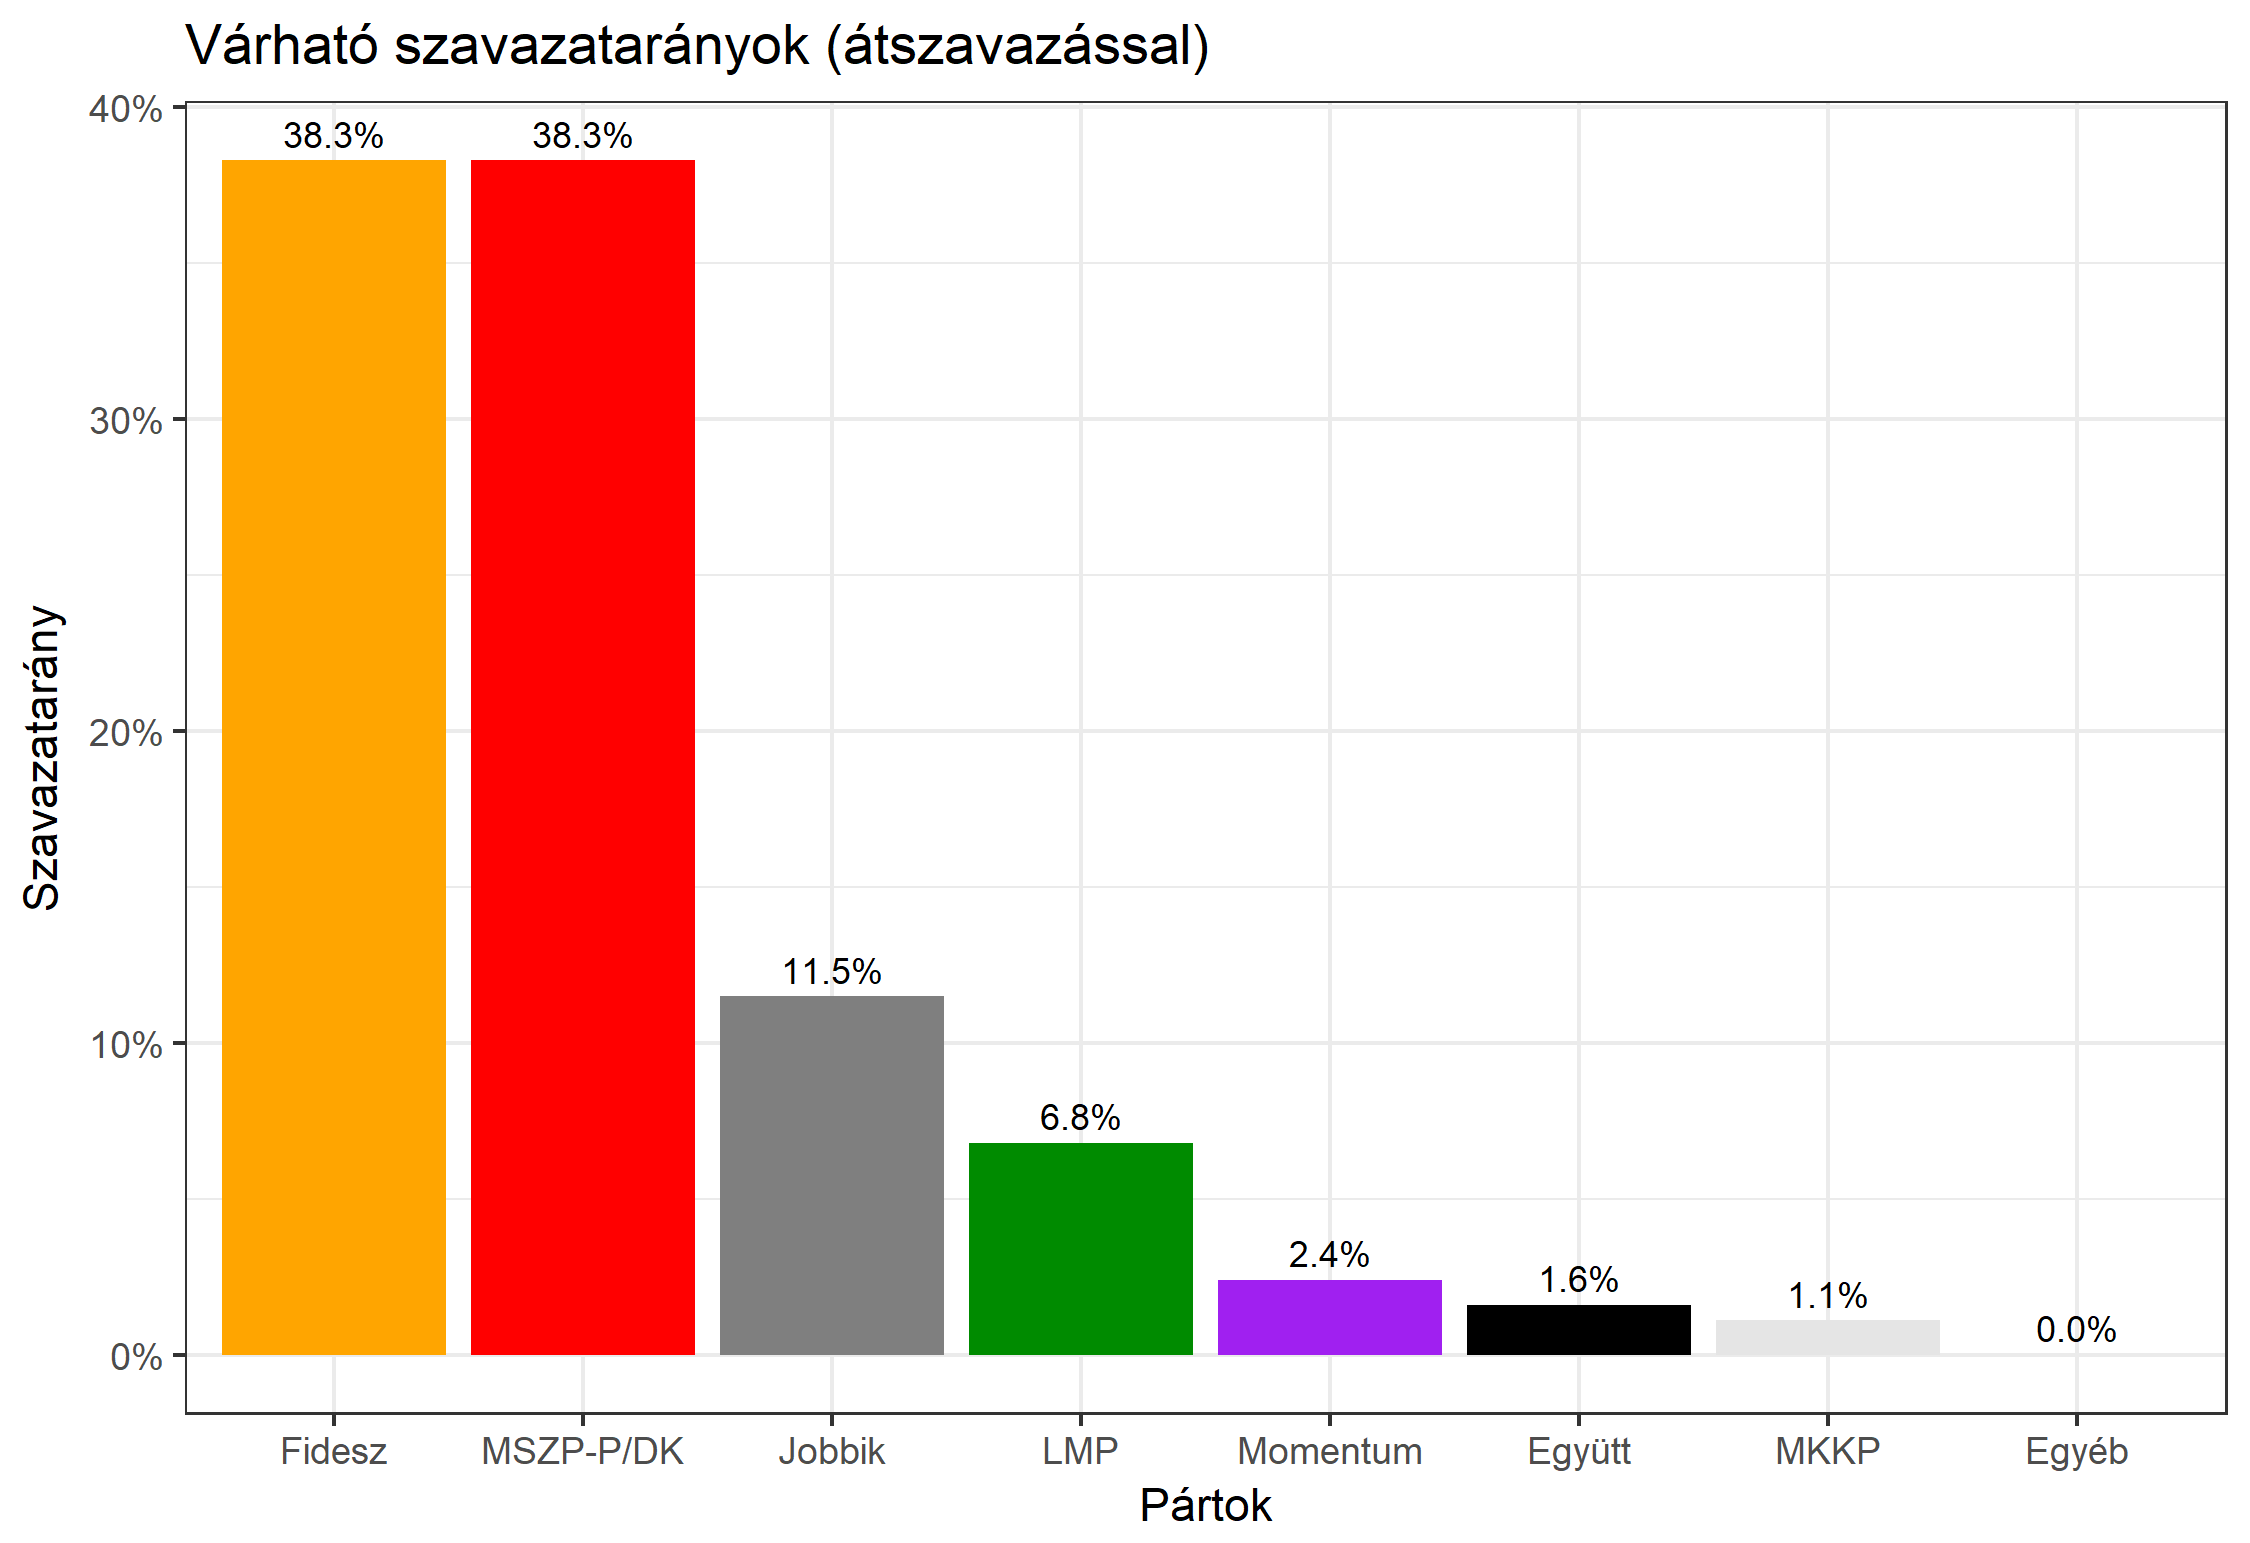 Várható szavazatarányok (átszavazással)
40%
30%
20%
10%
0%
Szavazatarány
38.3%
38.3%
11.5%
6.8%
2.4%
1.6%
1.1%
0.0%
Fidesz
MSZP-P/DK
Jobbik
LMP
Momentum
Együtt
MKKP
Egyéb
Pártok